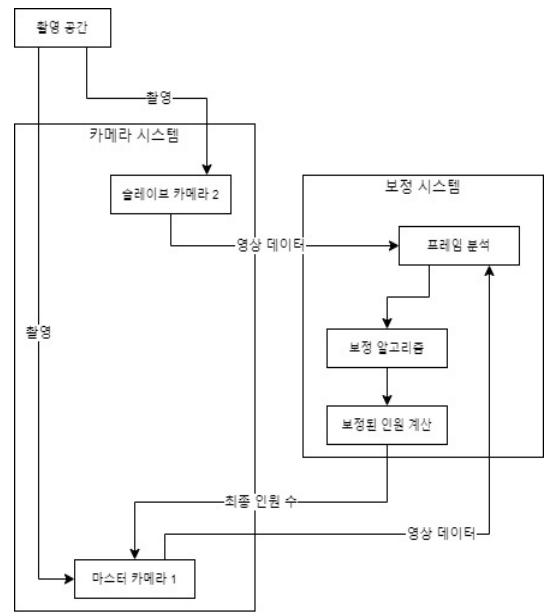 촬영 공간
촬영
카메라 시스템
슬레이브 카메라 2
보정 시스템
영상 데이터
프레임 분석
촬영
보정 알고리즘
보정된 인원 계산
최종 인원 수
영상 데이터
마스터 카메라 1